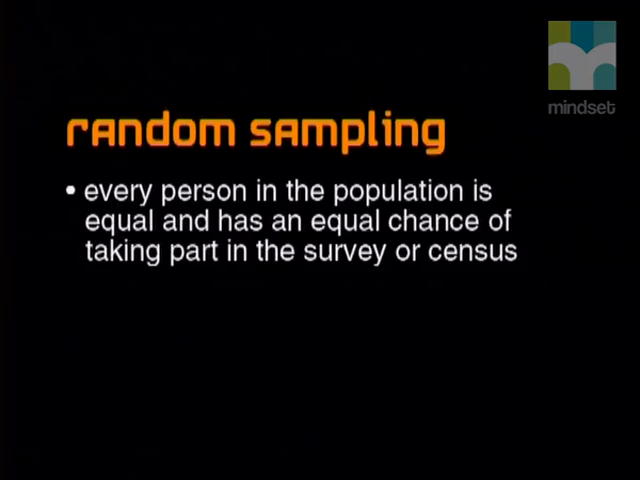 mindset
random sampling
• every person in the population is
equal and has an equal chance of
taking part in the survey or census